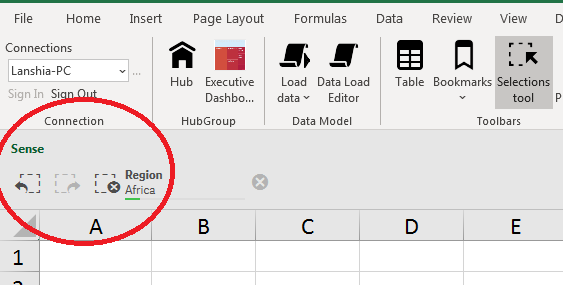 File Home Insert Page Layout Formulas Data Review View D
Connections
Lanshia-PC ...
Sign In Sign Out
Connection
Hub Executive Dashbo...
HubGroup
Load data Data Load Editor
Data Model
Table Bookmarks Selections tool P
Toolbars
Sense
Region
Africa
A B C D E
1